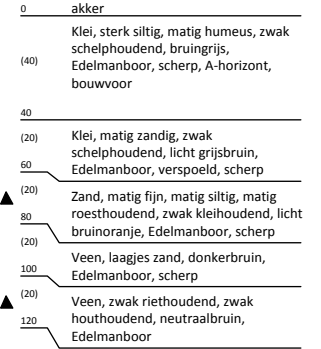 0 akker
Klei, sterk siltig, matig humeus, zwak
schelphoudend, bruingrijs,
(40) Edelmanboor, scherp, A-horizont,
bouwvoor
40
(20) Klei, matig zandig, zwak
schelphoudend, licht grijsbruin,
60 Edelmanboor, verspoeld, scherp
(20) Zand, matig fijn, matig siltig, matig
roesthoudend, zwak kleihoudend, licht
80 bruinoranje, Edelmanboor, scherp
(20) Veen, laagjes zand, donkerbruin,
100 Edelmanboor, scherp
(20) Veen, zwak riethoudend, zwak
houthoudend, neutraalbruin,
120 Edelmanboor